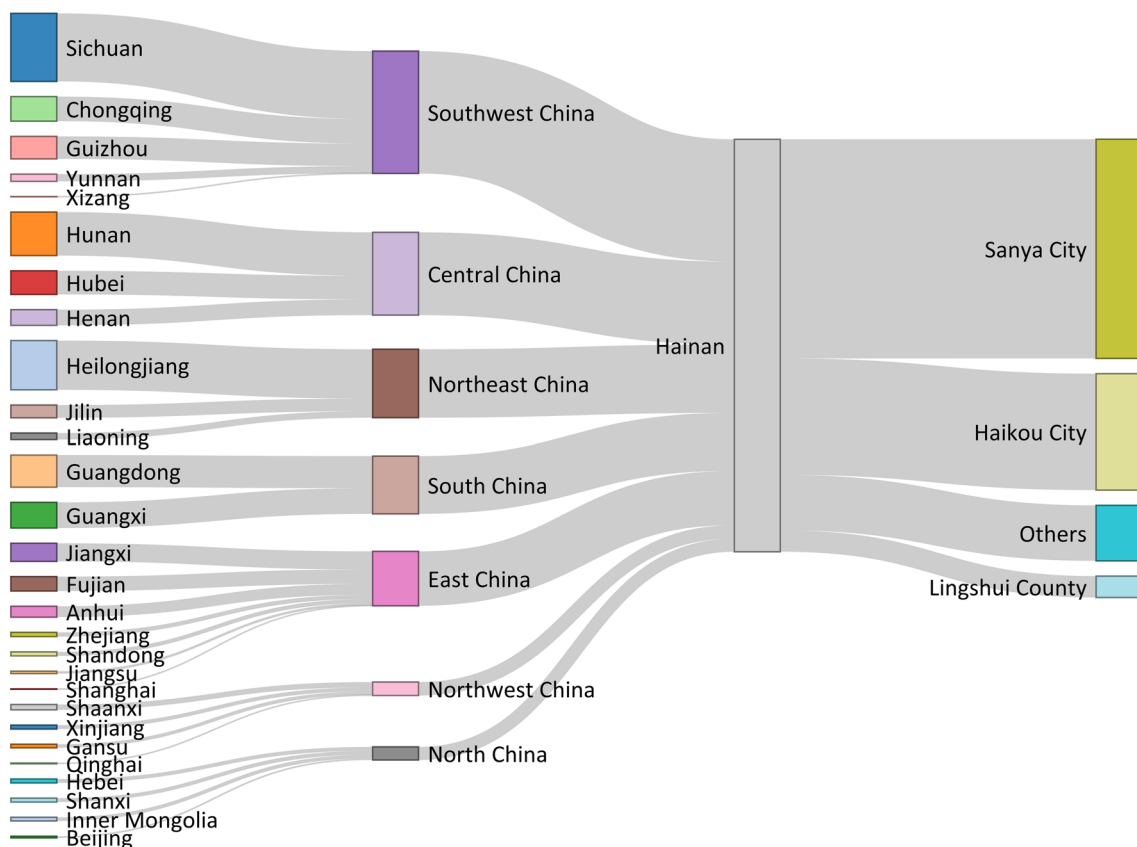 Sichuan
Chongqing
Guizhou
Yunnan
Xizang
Hunan
Hubei
Henan
Heilongjiang
Jilin
Liaoning
Guangdong
Guangxi
Jiangxi
Fujian
Anhui
Zhejiang
Shandong
Jiangsu
Shanghai
Shaanxi
Xinjiang
Gansu
Qinghai
Hebei
Shanxi
Inner Mongolia
Beijing
Southwest China
Central China
Northeast China
South China
East China
Northwest China
North China
Hainan
Sanya City
Haikou City
Others
Lingshui County